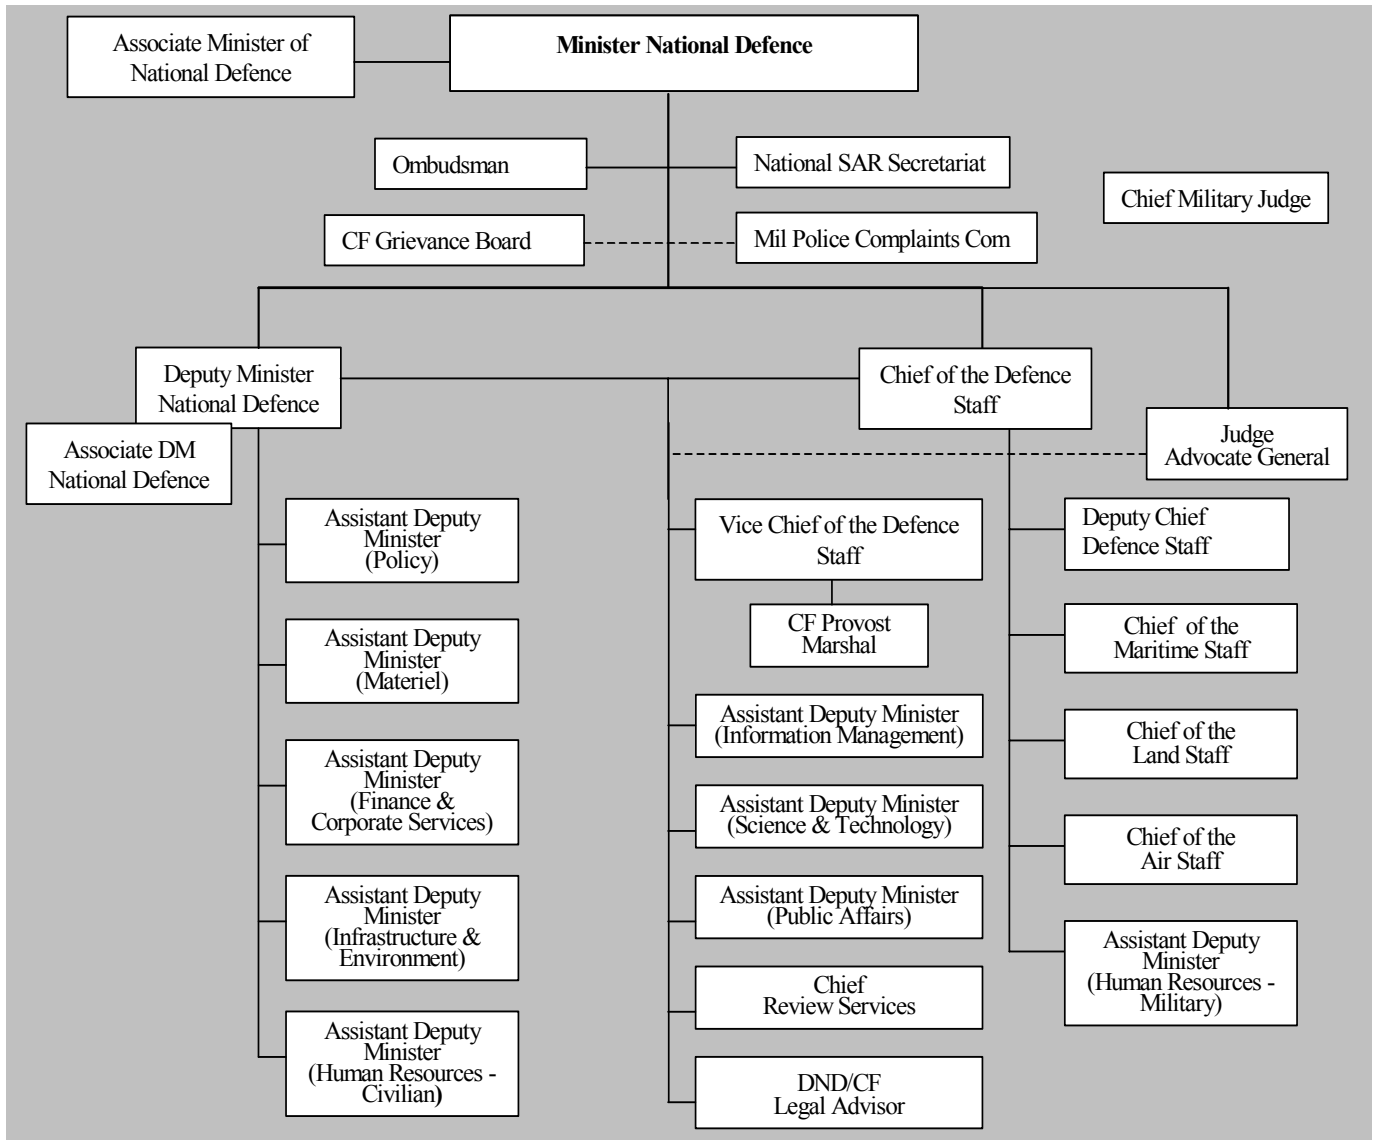 Associate Minister of
National Defence
Minister National Defence
Ombudsman
National SAR Secretariat
Chief Military Judge
CF Grievance Board
Mil Police Complaints Com
Deputy Minister
National Defence
Chief of the Defence
Staff
Associate DM
National Defence
Judge
Advocate General
Assistant Deputy
Minister
(Policy)
Assistant Deputy
Minister
(Materiel)
Assistant Deputy
Minister
(Finance &
Corporate Services)
Assistant Deputy
Minister
(Infrastructure &
Environment)
Assistant Deputy
Minister
(Human Resources -
Civilian)
Vice Chief of the Defence
Staff
CF Provost
Marshal
Assistant Deputy Minister
(Information Management)
Assistant Deputy Minister
(Science & Technology)
Assistant Deputy Minister
(Public Affairs)
Chief
Review Services
DND/CF
Legal Advisor
Deputy Chief
Defence Staff
Chief of the
Maritime Staff
Chief of the
Land Staff
Chief of the
Air Staff
Assistant Deputy
Minister
(Human Resources -
Military)